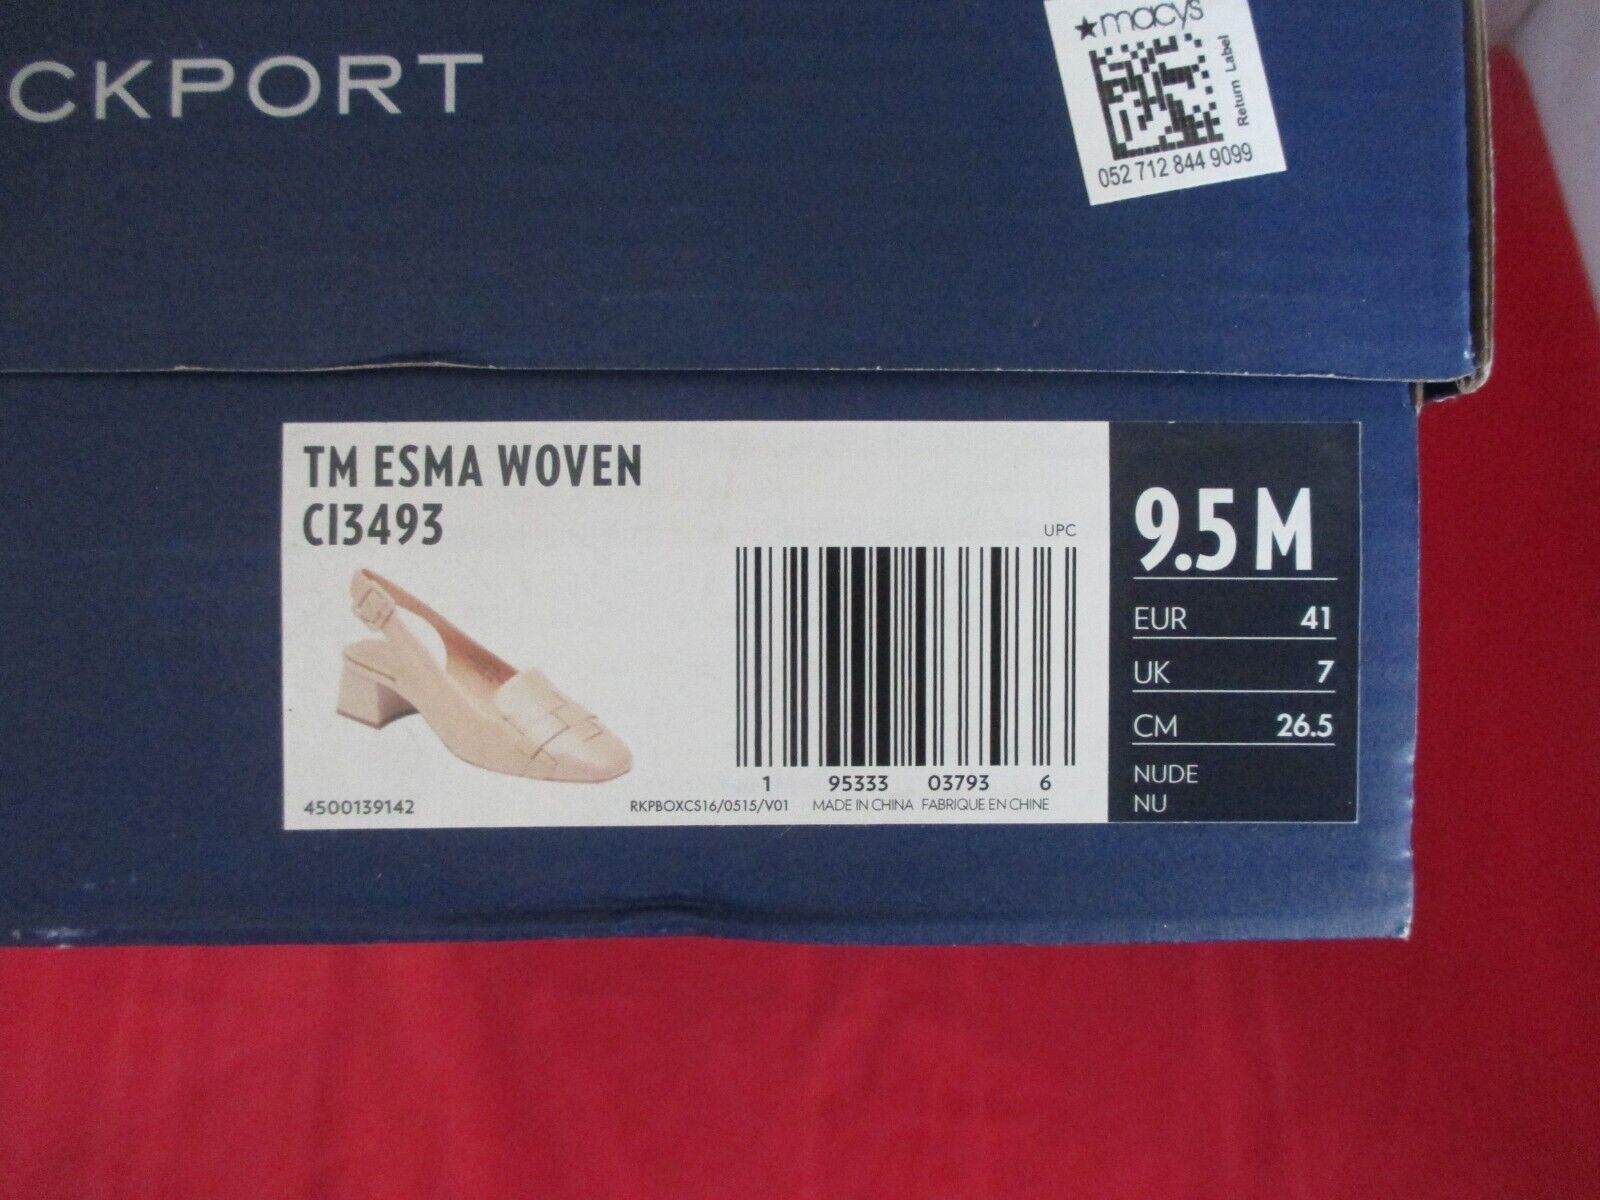 CKPORT
★macys
Return Label
052 712 844 9099
TM ESMA WOVEN
CI3493
UPC
1 95333 03793 6
4500139142
RKPBOXCS16/0515/V01 MADE IN CHINA FABRIQUE EN CHINE
9.5 M
EUR 41
UK 7
CM 26.5
NUDE
NU